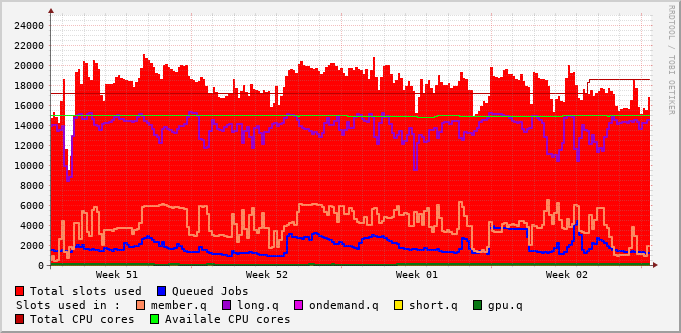 RRDTOOL / TOBI OETIKER
24000
22000
20000
18000
16000
14000
12000
10000
8000
6000
4000
2000
0
Week 51 Week 52 Week 01 Week 02
Total slots used Queued Jobs
Slots used in : member.q long.q ondemand.q short.q gpu.q
Total CPU cores Availale CPU cores